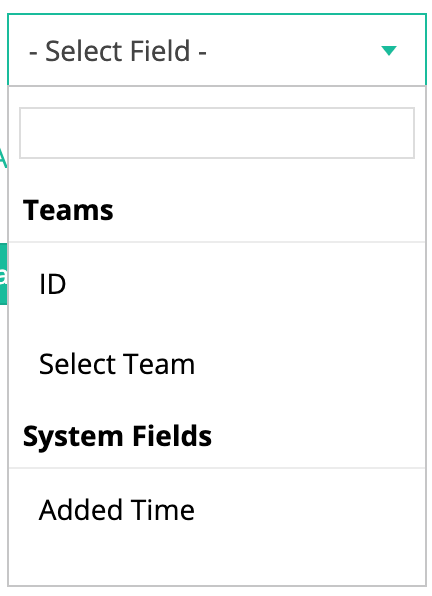 - Select Field -
Teams
ID
Select Team
System Fields
Added Time